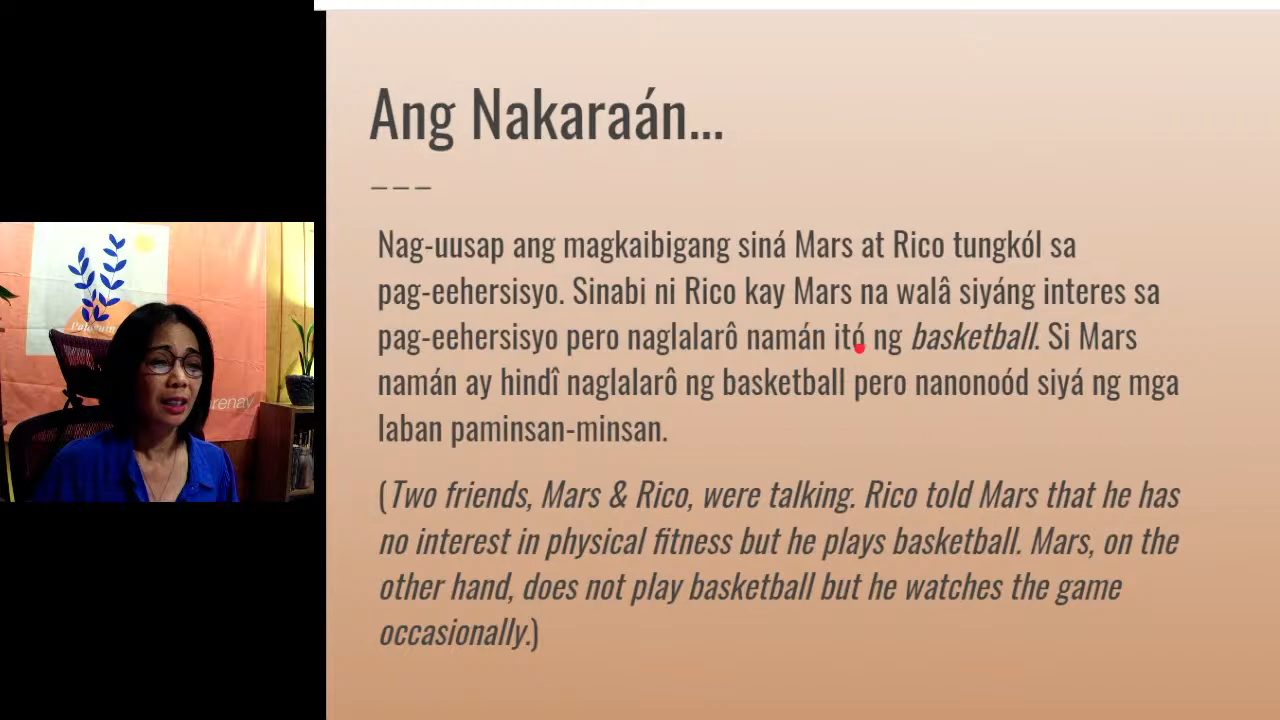 Ang Nakaraán...
———
Nag-uusap ang magkaibigang siná Mars at Rico tungkól sa
pag-eehersisyo. Sinabi ni Rico kay Mars na walâ siyáng interes sa
pag-eehersisyo pero naglalarô namán itó ng basketball. Si Mars
namán ay hindî naglalarô ng basketball pero nanonoód siyá ng mga
laban paminsan-minsan.
(Two friends, Mars & Rico, were talking. Rico told Mars that he has
no interest in physical fitness but he plays basketball. Mars, on the
other hand, does not play basketball but he watches the game
occasionally.)